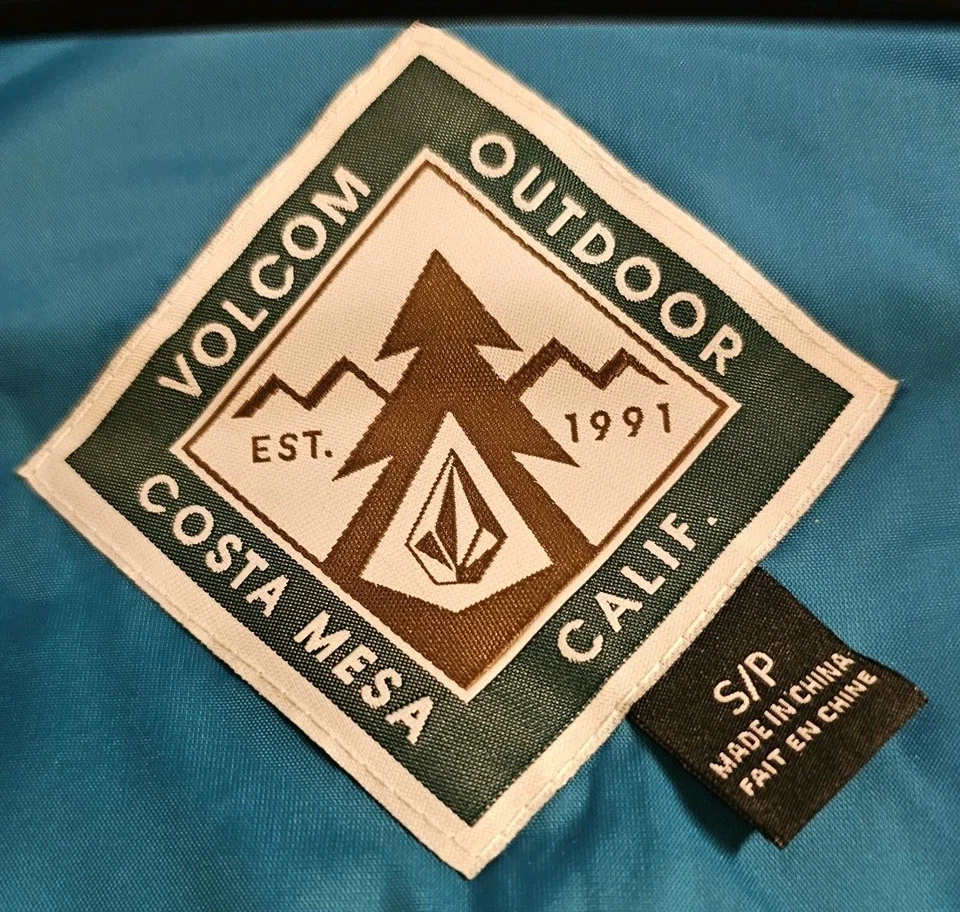 VOLCOM
OUTDOOR
EST.
1991
COSTA MESA
CALIF.
S/P
MADE IN CHINA
FAIT EN CHINE